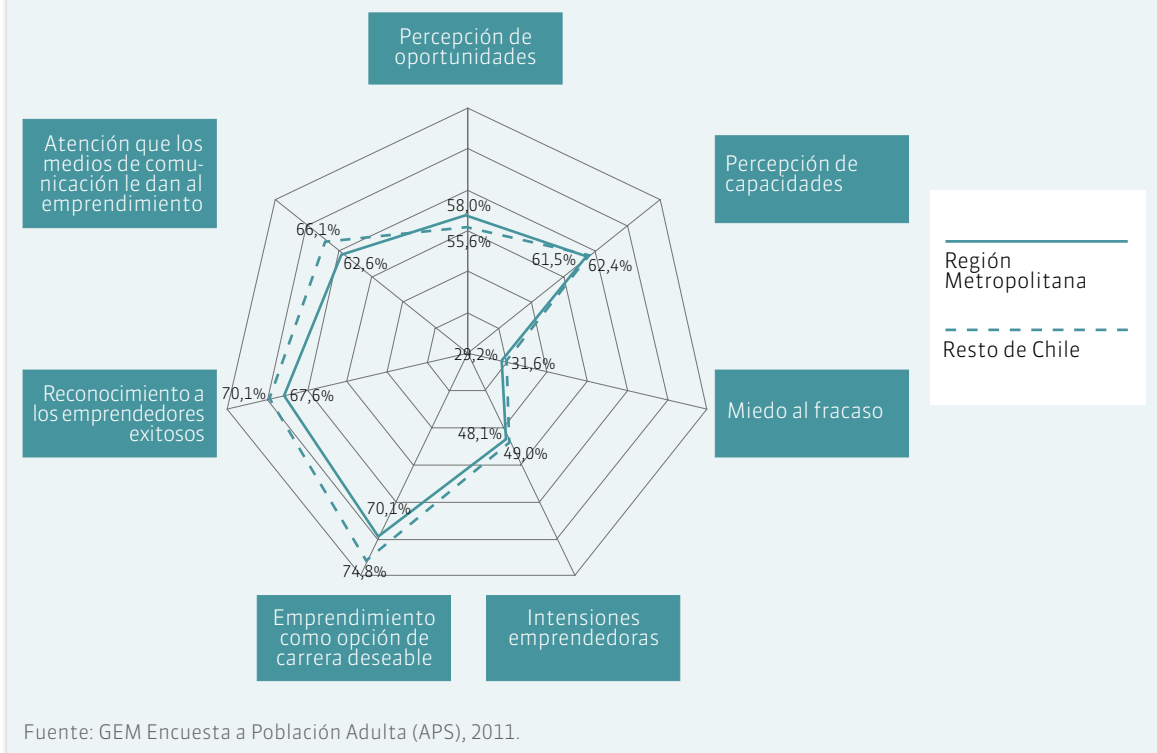 Percepción de
oportunidades
Atención que los
medios de comu-
nicación le dan al
emprendimiento
Percepción de
capacidades
58,0%
55,6%
66,1%
62,6%
61,5%
62,4%
Región
Metropolitana
Resto de Chile
29,2%
31,6%
Reconocimiento a
los emprendedores
exitosos
70,1%
67,6%
Miedo al fracaso
48,1%
49,0%
70,1%
74,8%
Emprendimiento
como opción de
carrera deseable
Intensiones
emprendedoras
Fuente: GEM Encuesta a Población Adulta (APS), 2011.